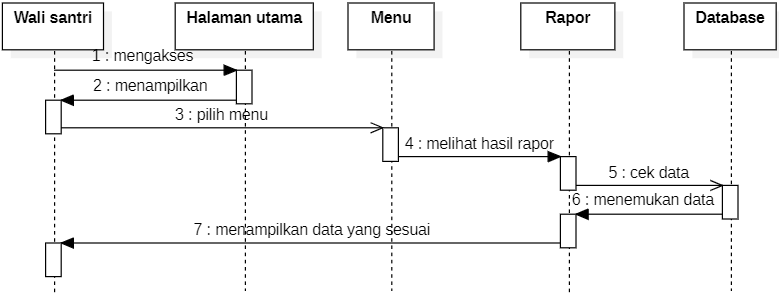 Wali santri
Halaman utama
Menu
Rapor
Database
1 : mengakses
2 : menampilkan
3 : pilih menu
4 : melihat hasil rapor
5 : cek data
6 : menemukan data
7 : menampilkan data yang sesuai